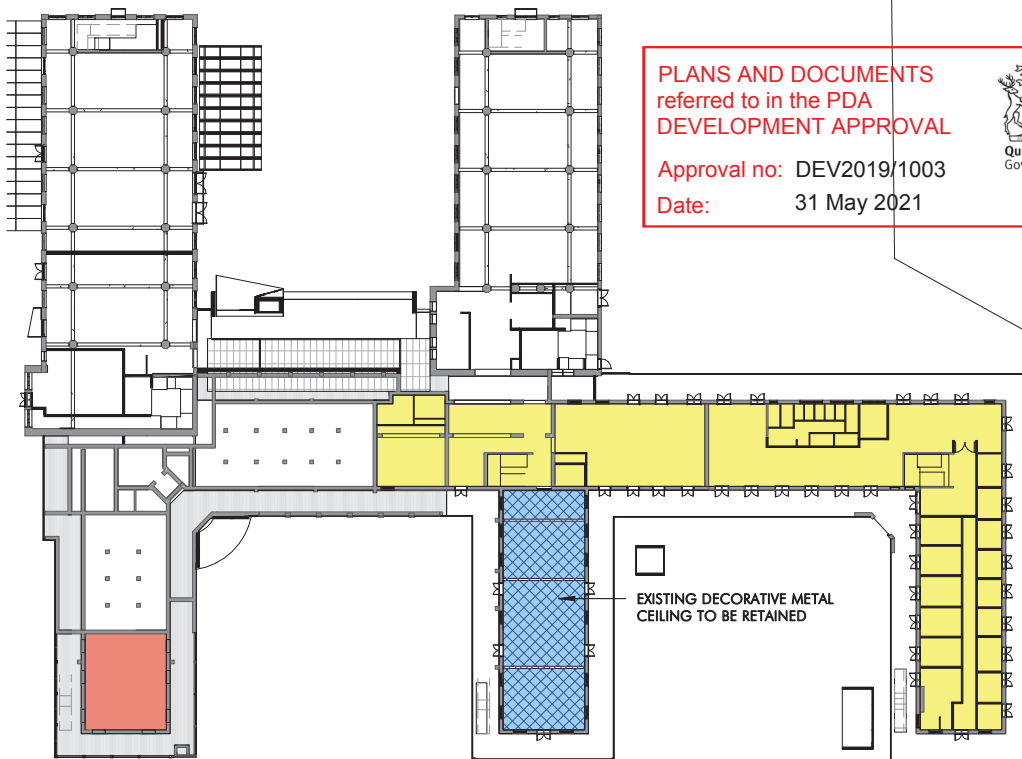 PLANS AND DOCUMENTS
referred to in the PDA
DEVELOPMENT APPROVAL
Approval no: DEV2019/1003
Date: 31 May 2021
EXISTING DECORATIVE METAL
CEILING TO BE RETAINED